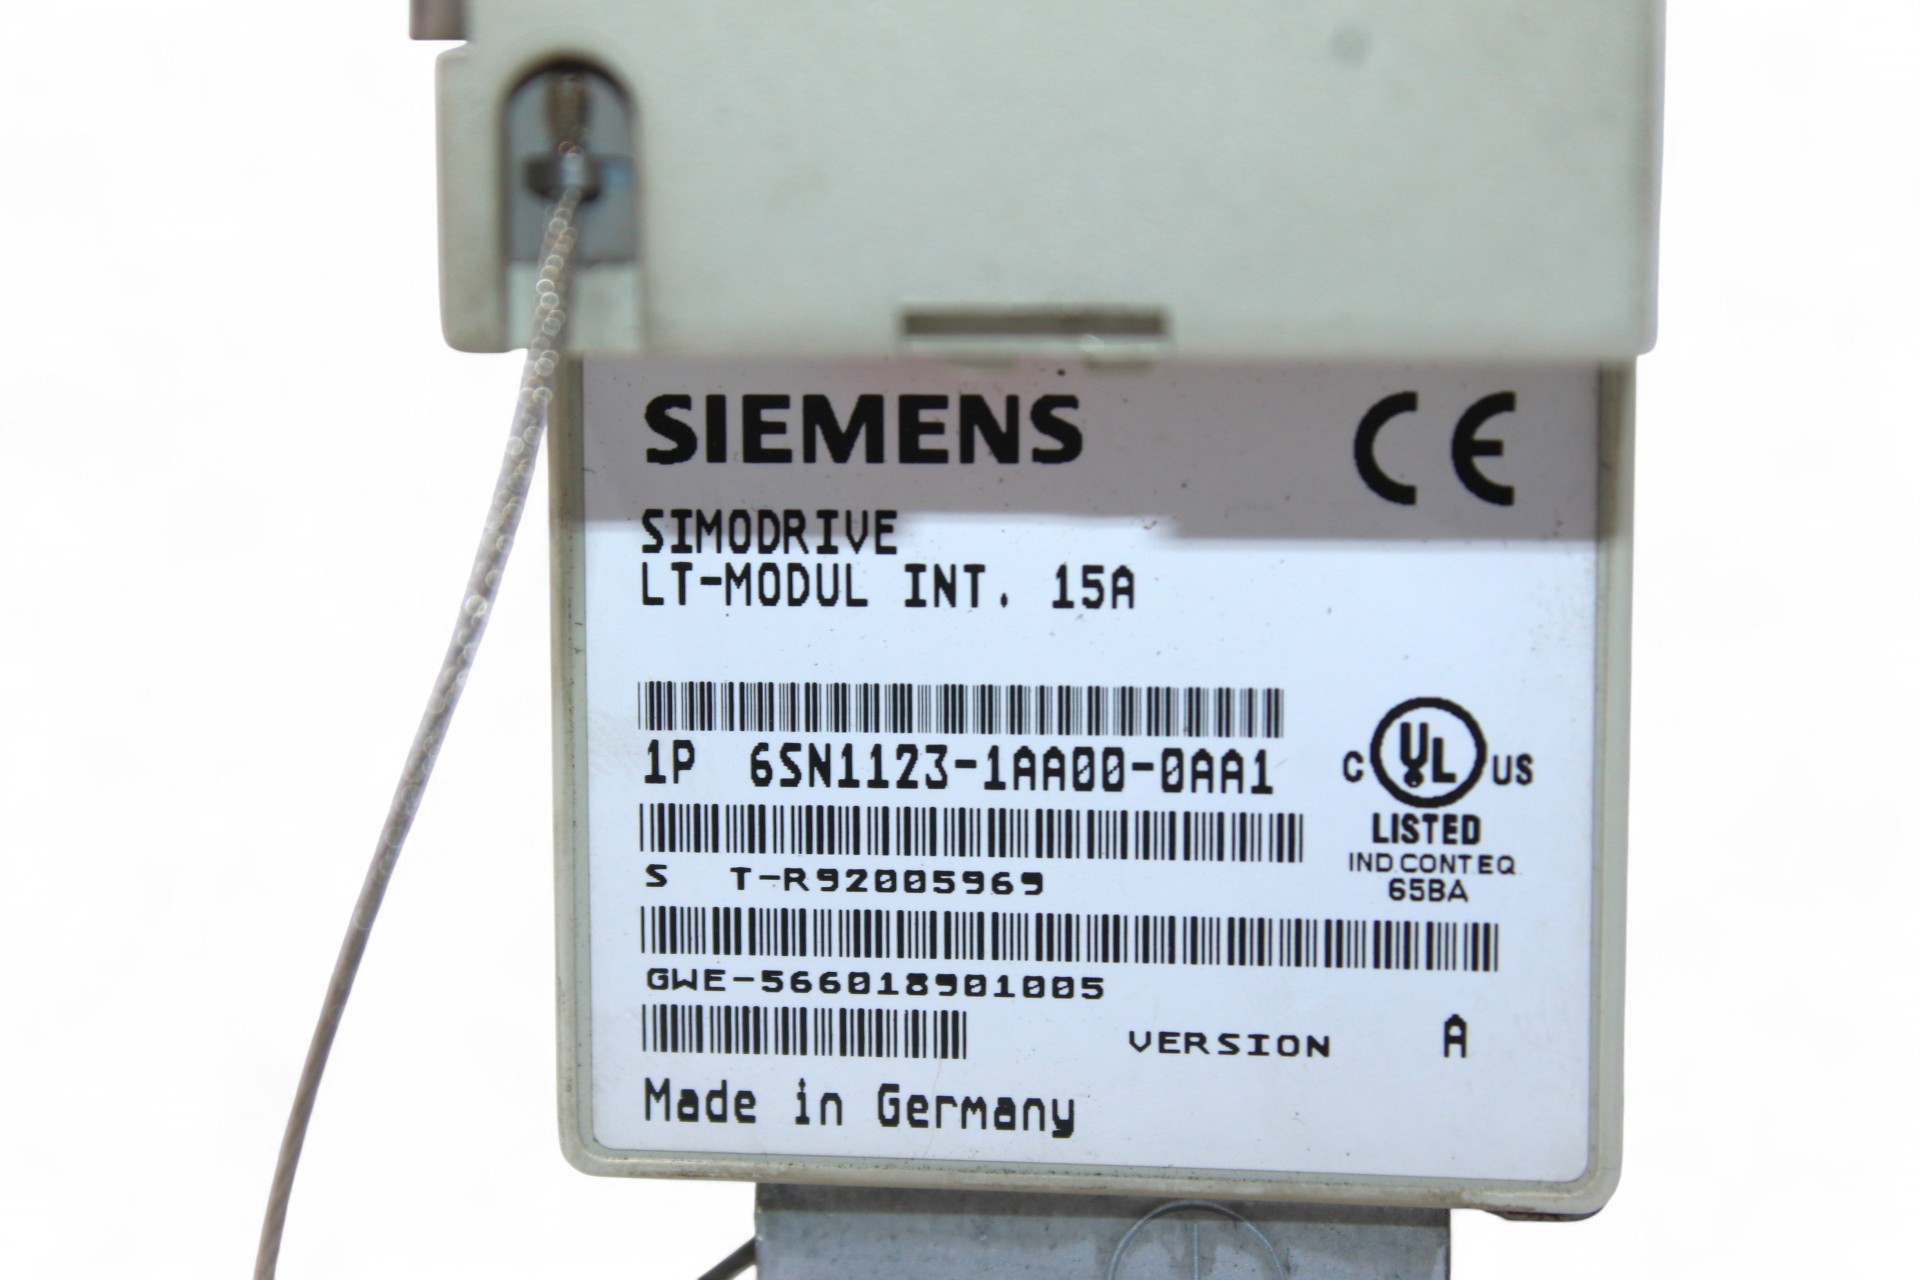 SIEMENS
CE
SIMODRIVE
LT-MODUL INT. 15A
1P 6SN1123-1AA00-0AA1
C UL US
LISTED
IND.CONT.EQ.
65BA
S T-R92005969
GWE-566018901005
VERSION A
Made in Germany